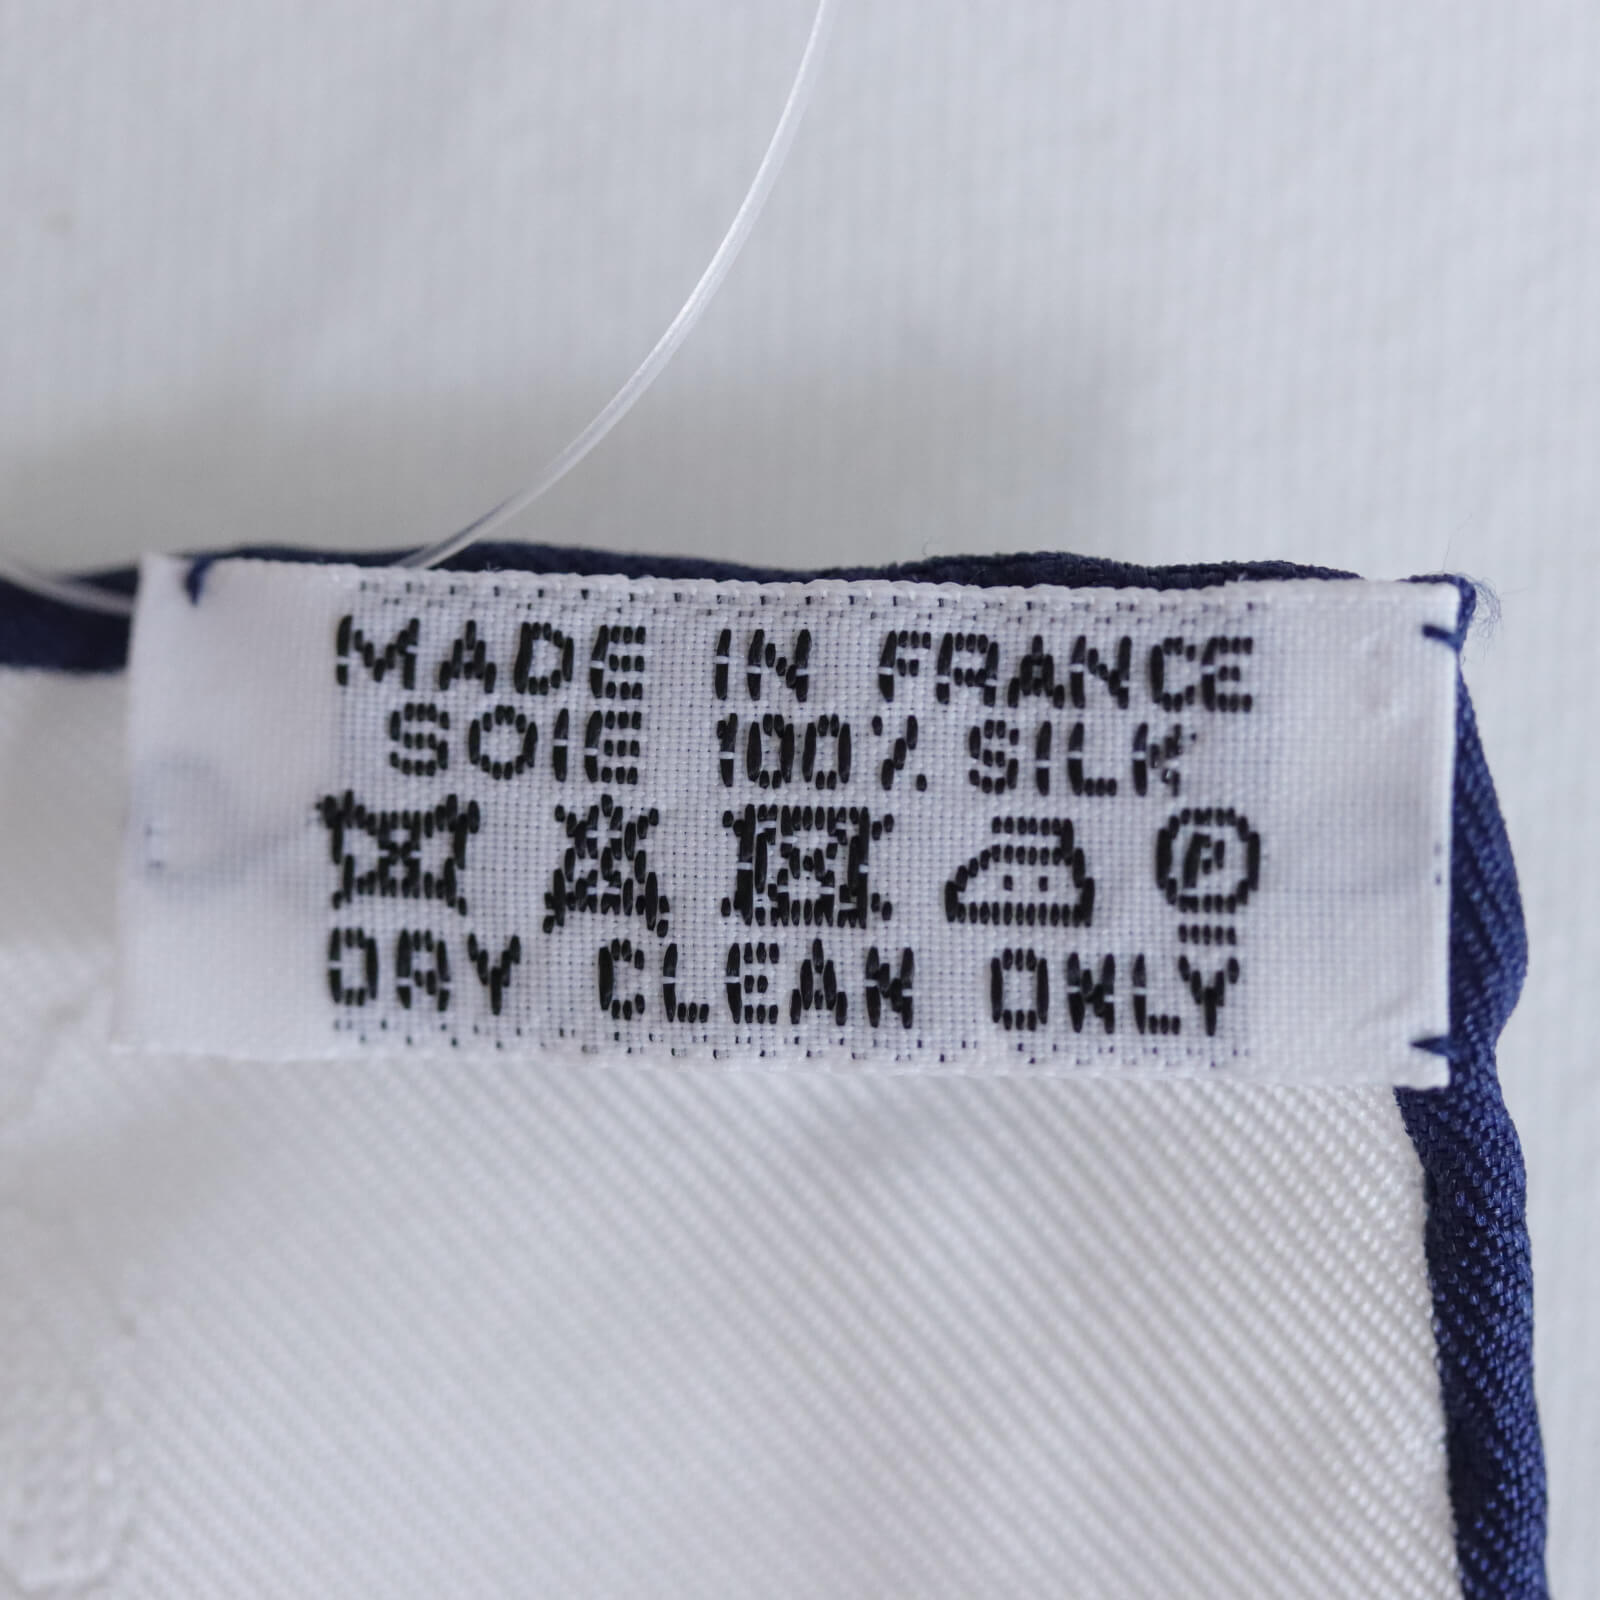 MADE IN FRANCE
SOIE 100% SILK
P
DRY CLEAN ONLY